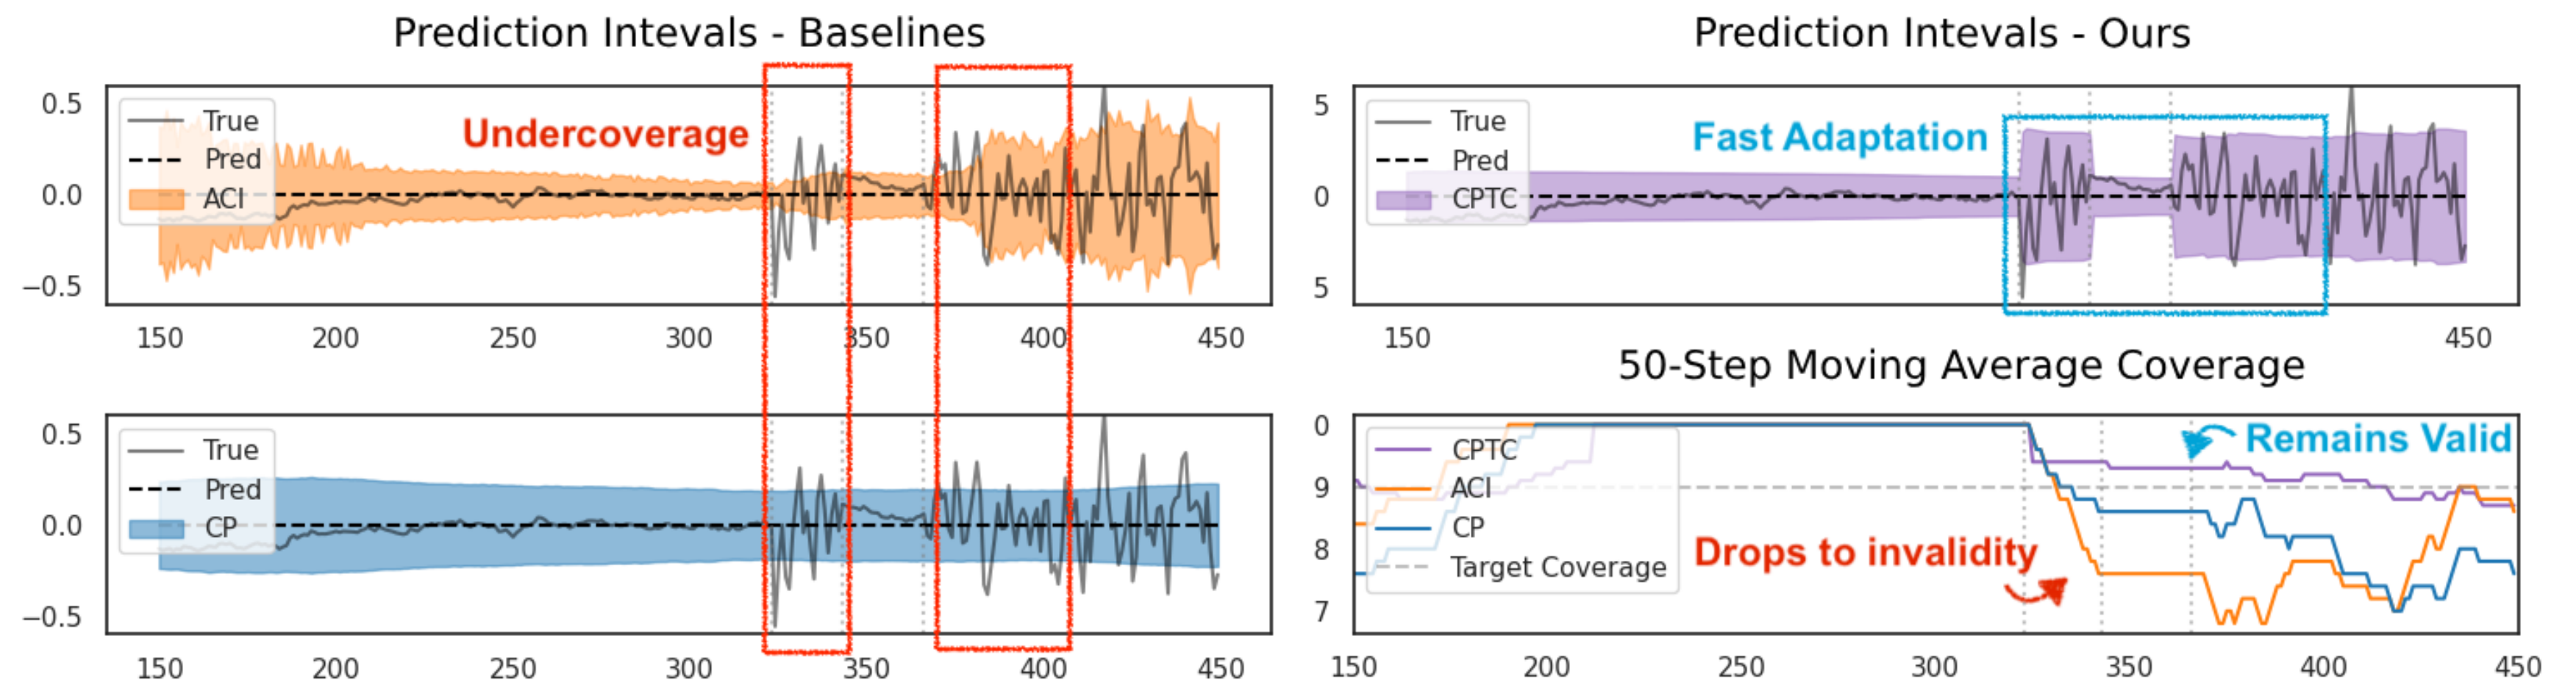 Prediction Intevals - Baselines
0.5
0.0
−0.5
True
Pred
ACI
Undercoverage
150 200 250 300 350 400 450
0.5
0.0
−0.5
True
Pred
CP
150 200 250 300 350 400 450
Prediction Intevals - Ours
5
0
5
True
Pred
CPTC
Fast Adaptation
150 450
50-Step Moving Average Coverage
0
9
8
7
CPTC
ACI
CP
Target Coverage
Remains Valid
Drops to invalidity
150 200 250 300 350 400 450